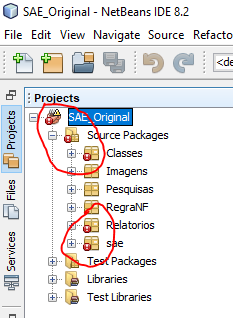 SAE_Original - NetBeans IDE 8.2
File Edit View Navigate Source Refacto
<de
Projects
Projects
Files
Services
SAE_Original
Source Packages
Classes
Imagens
Pesquisas
RegraNF
Relatorios
sae
Test Packages
Libraries
Test Libraries